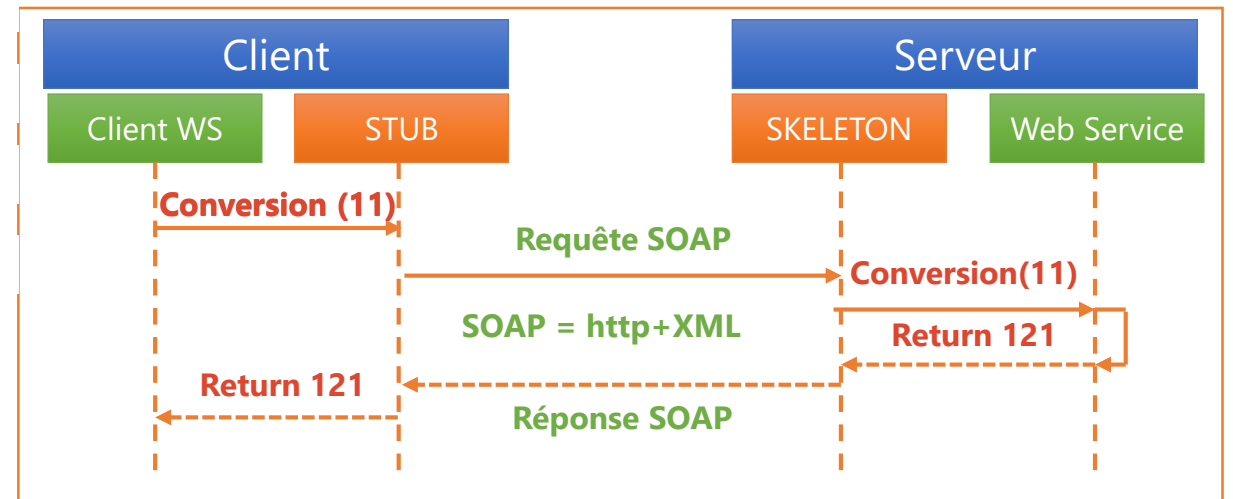 Client
Serveur
Client WS
STUB
SKELETON
Web Service
Conversion (11)
Requête SOAP
Conversion(11)
SOAP = http+XML
Return 121
Return 121
Réponse SOAP